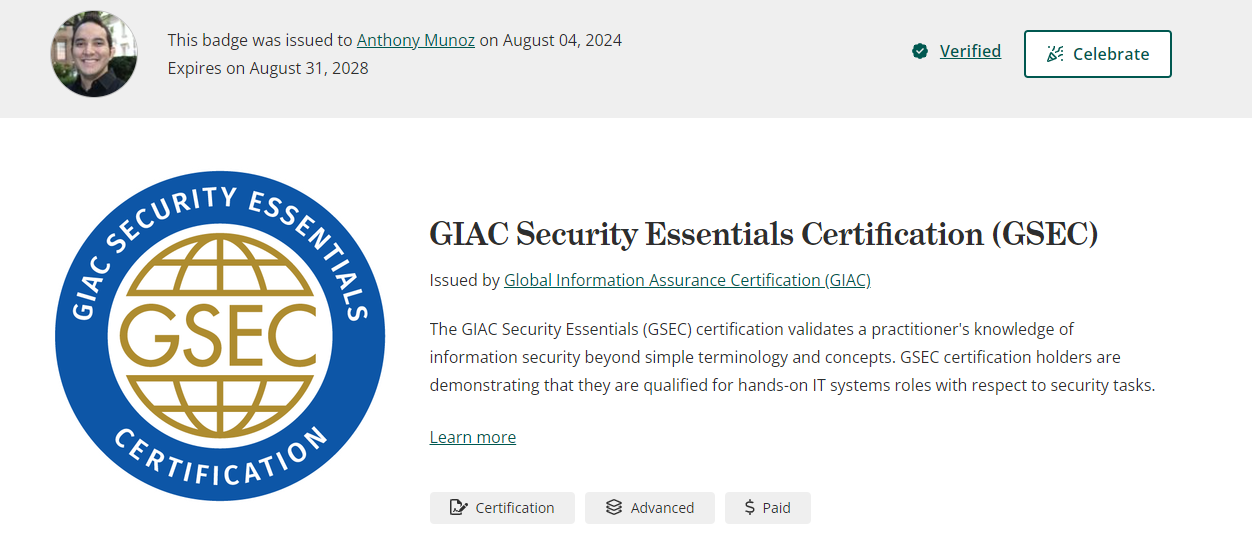 This badge was issued to Anthony Munoz on August 04, 2024
Expires on August 31, 2028
Verified
Celebrate
GIAC SECURITY ESSENTIALS
GSEC
CERTIFICATION
GIAC Security Essentials Certification (GSEC)
Issued by Global Information Assurance Certification (GIAC)
The GIAC Security Essentials (GSEC) certification validates a practitioner's knowledge of
information security beyond simple terminology and concepts. GSEC certification holders are
demonstrating that they are qualified for hands-on IT systems roles with respect to security tasks.
Learn more
Certification
Advanced
$ Paid